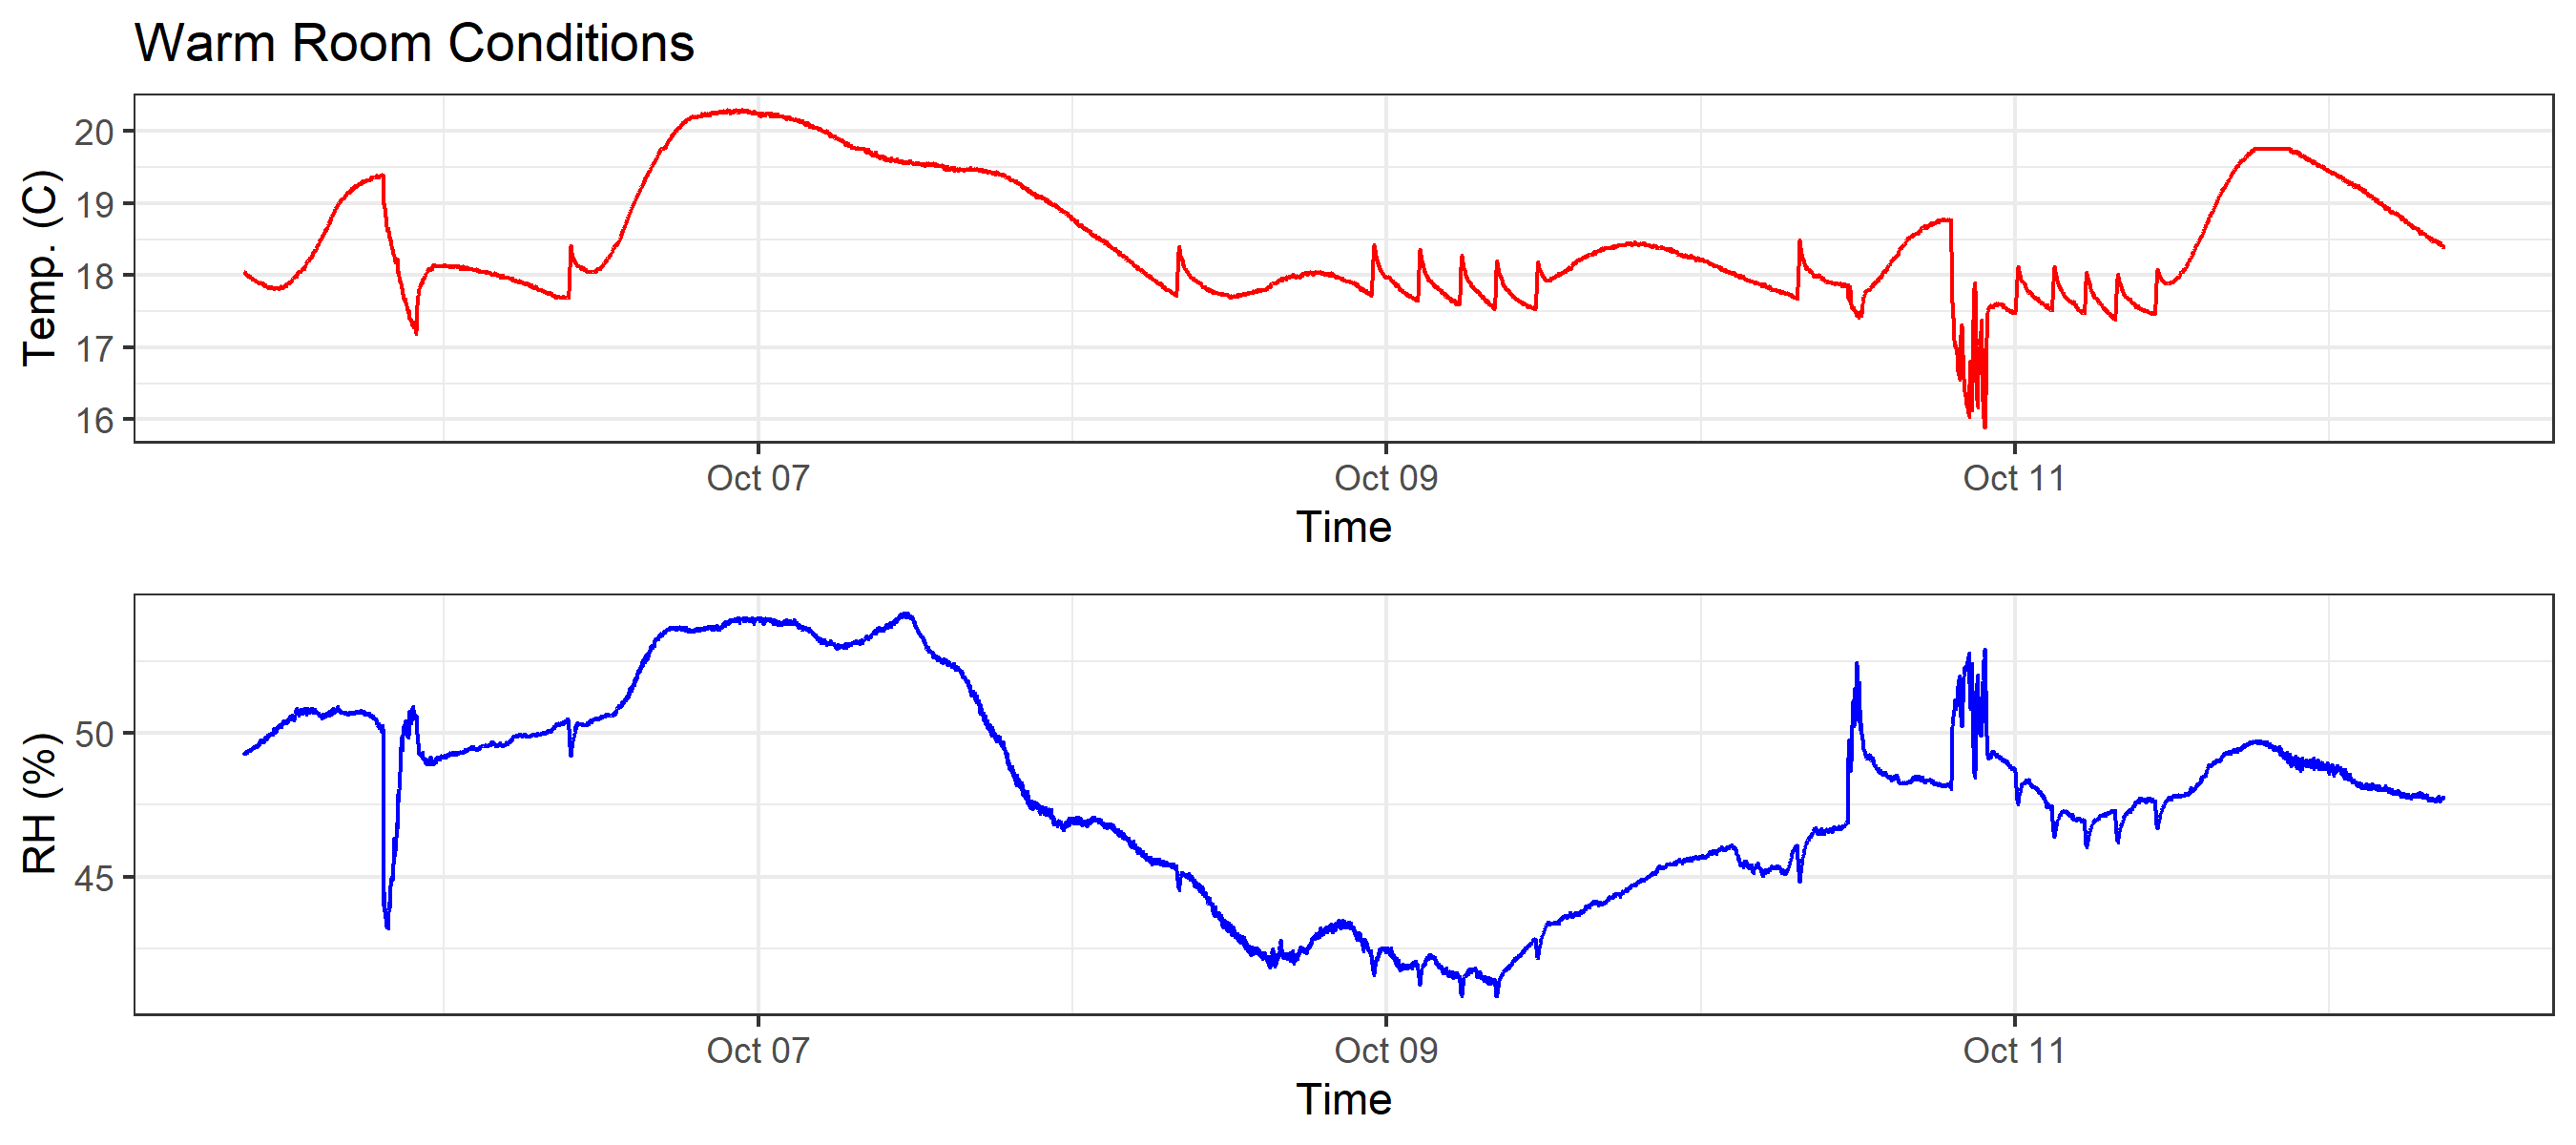 Warm Room Conditions
Temp. (C)
20
19
18
17
16
Oct 07 Oct 09 Oct 11
Time
RH (%)
50
45
Oct 07 Oct 09 Oct 11
Time